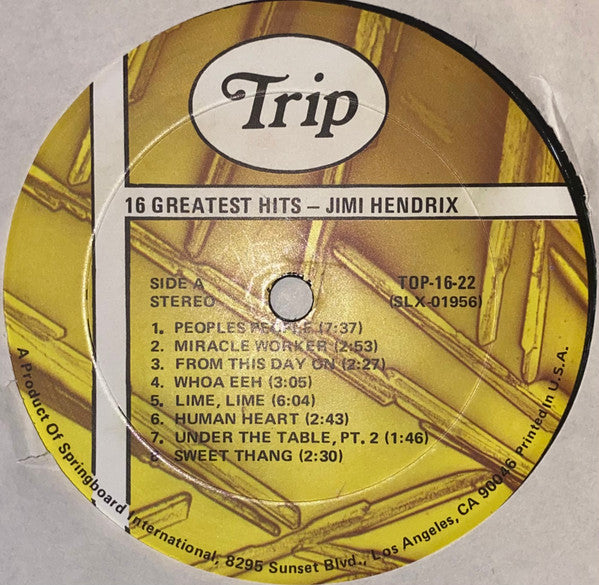 Trip
16 GREATEST HITS – JIMI HENDRIX
SIDE A
STEREO
TOP-16-22
(SLX-01956)
1. PEOPLES PEOPLE (7:37)
2. MIRACLE WORKER (2:53)
3. FROM THIS DAY ON (2:27)
4. WHOA EEH (3:05)
5. LIME, LIME (6:04)
6. HUMAN HEART (2:43)
7. UNDER THE TABLE, PT. 2 (1:46)
8 SWEET THANG (2:30)
A Product Of Springboard International, 8295 Sunset Blvd., Los Angeles, CA 90046 Printed in U.S.A.